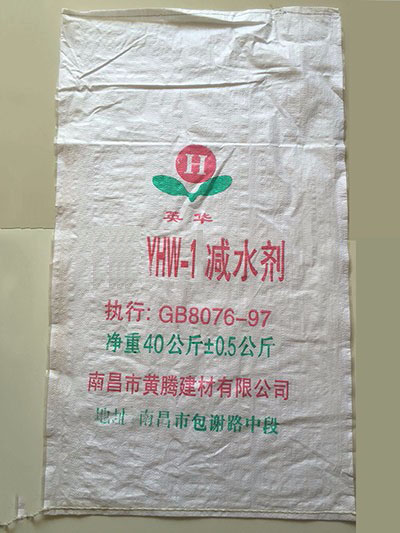 H
英华
YHW-1减水剂
执行:GB8076-97
净重40公斤±0.5公斤
南昌市黄腾建材有限公司
地址 南昌市包谢路中段